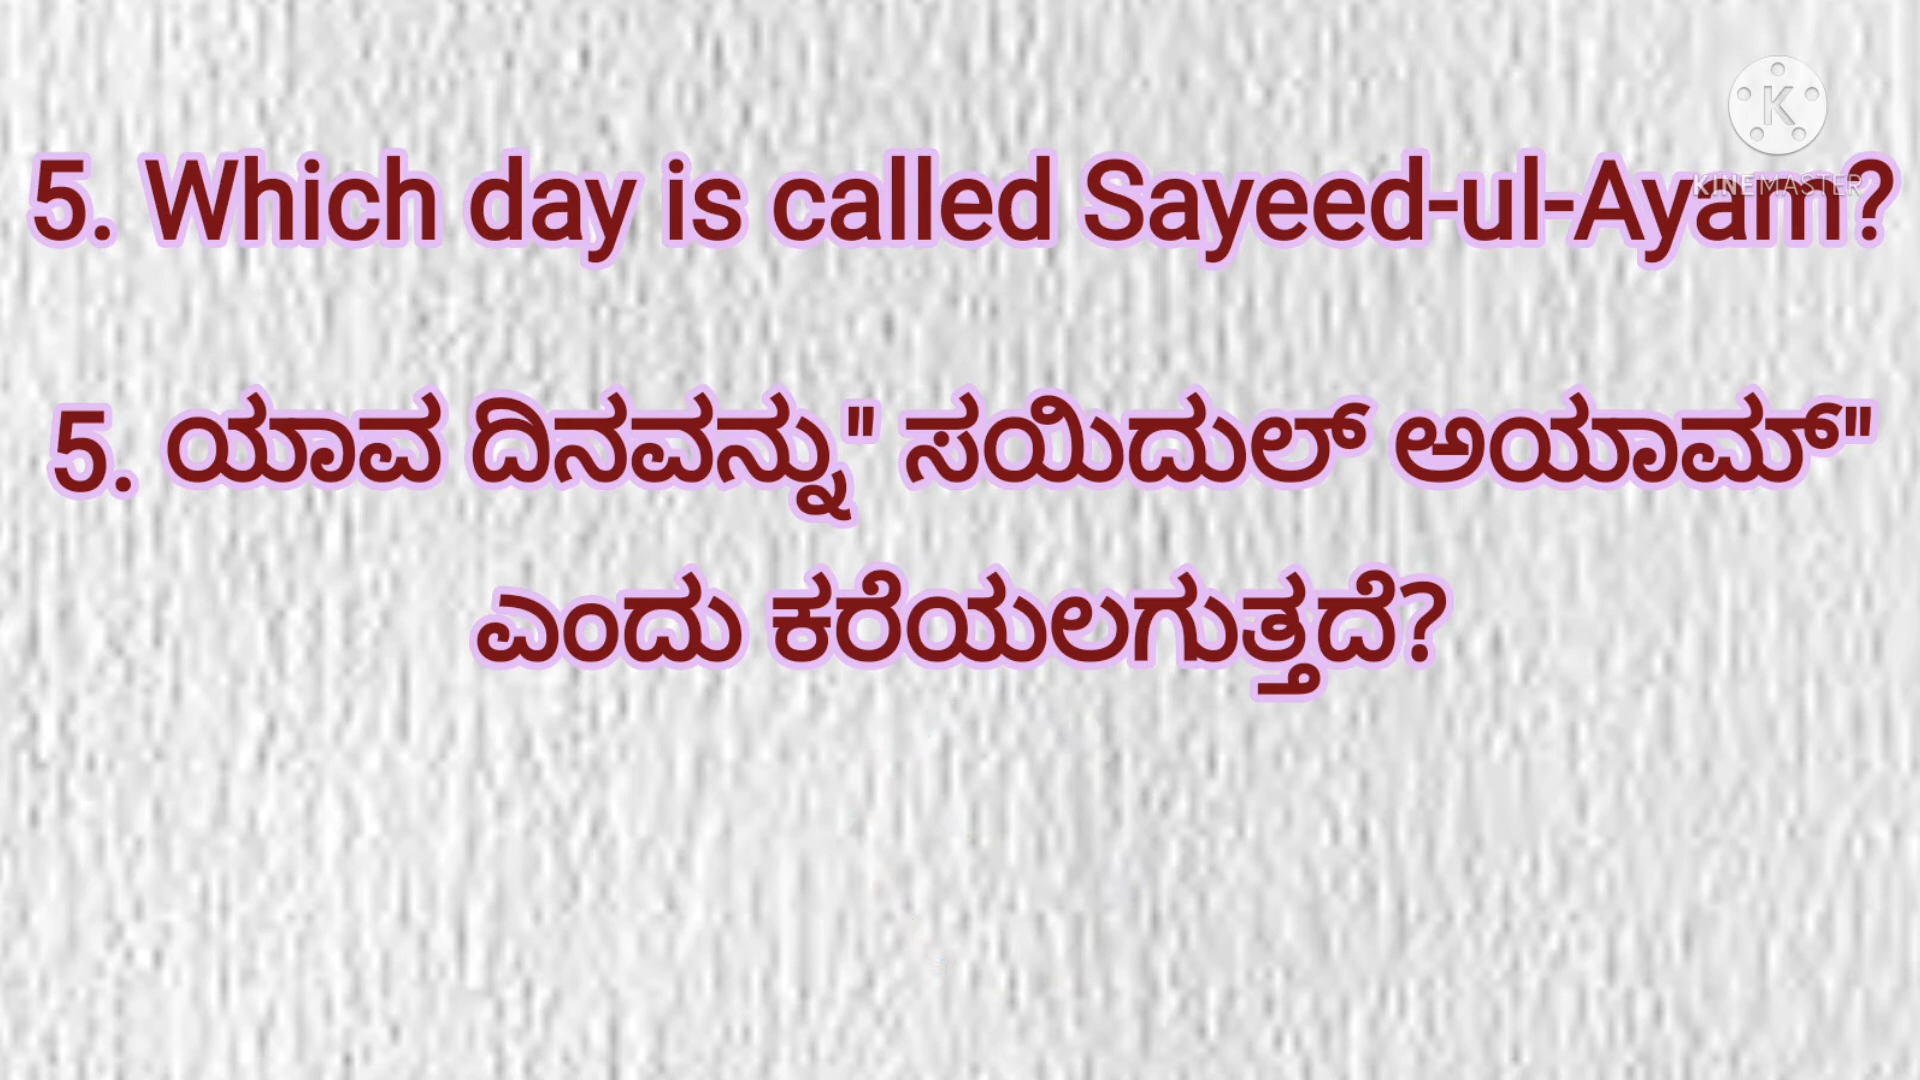 KINEMASTER
5. Which day is called Sayeed-ul-Ayam?
5. ಯಾವ ದಿನವನ್ನು" ಸಯಿದುಲ್ ಅಯಾಮ್"
ಎಂದು ಕರೆಯಲಗುತ್ತದೆ?